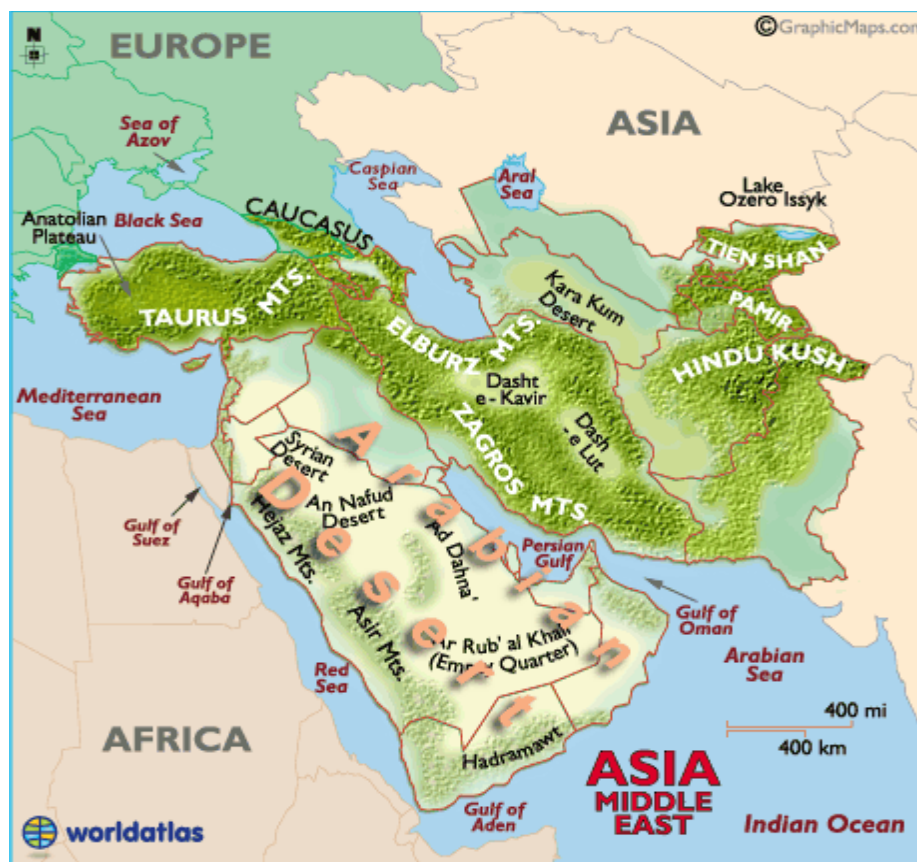 N
EUROPE
©GraphicMaps.com
Sea of
Azov
ASIA
Caspian
Sea
Aral
Sea
Lake
Ozero Issyk
Anatolian
Plateau
Black Sea
CAUCASUS
TIEN SHAN
TAURUS MTS.
Kara Kum
Desert
PAMIR
ELBURZ MTS.
HINDU KUSH
Mediterranean
Sea
Dasht
e-Kavir
Dash
-e Lut
ZAGROS MTS.
Syrian
Desert
Arabian
Desert
An Nafud
Desert
Gulf of
Suez
Hejaz Mts.
Ad Dahna'
Persian
Gulf
Gulf of
Aqaba
Gulf of
Oman
Asir Mts.
Ar Rub' al Khali
(Empty Quarter)
Arabian
Sea
Red
Sea
400 mi
400 km
AFRICA
Hadramawt
ASIA
MIDDLE
EAST
Gulf of
Aden
Indian Ocean
worldatlas